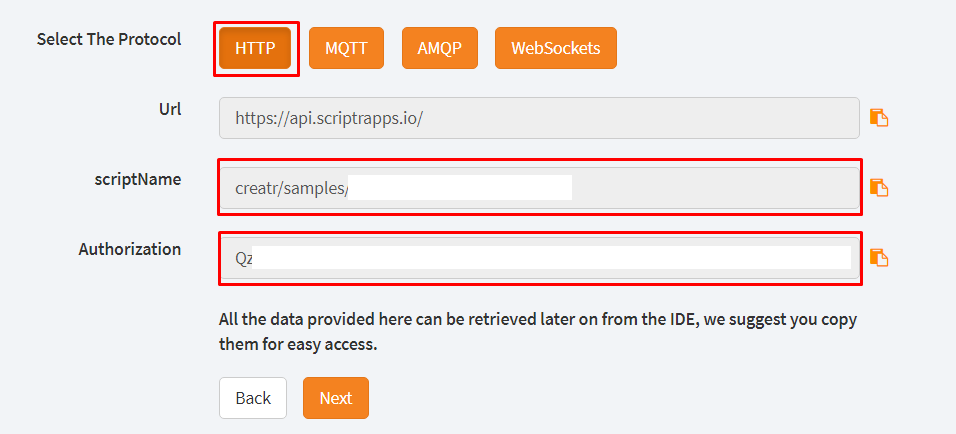 Select The Protocol HTTP MQTT AMQP WebSockets
Url https://api.scriptrapps.io/
scriptName creatr/samples/
Authorization Qz
All the data provided here can be retrieved later on from the IDE, we suggest you copy
them for easy access.
Back Next